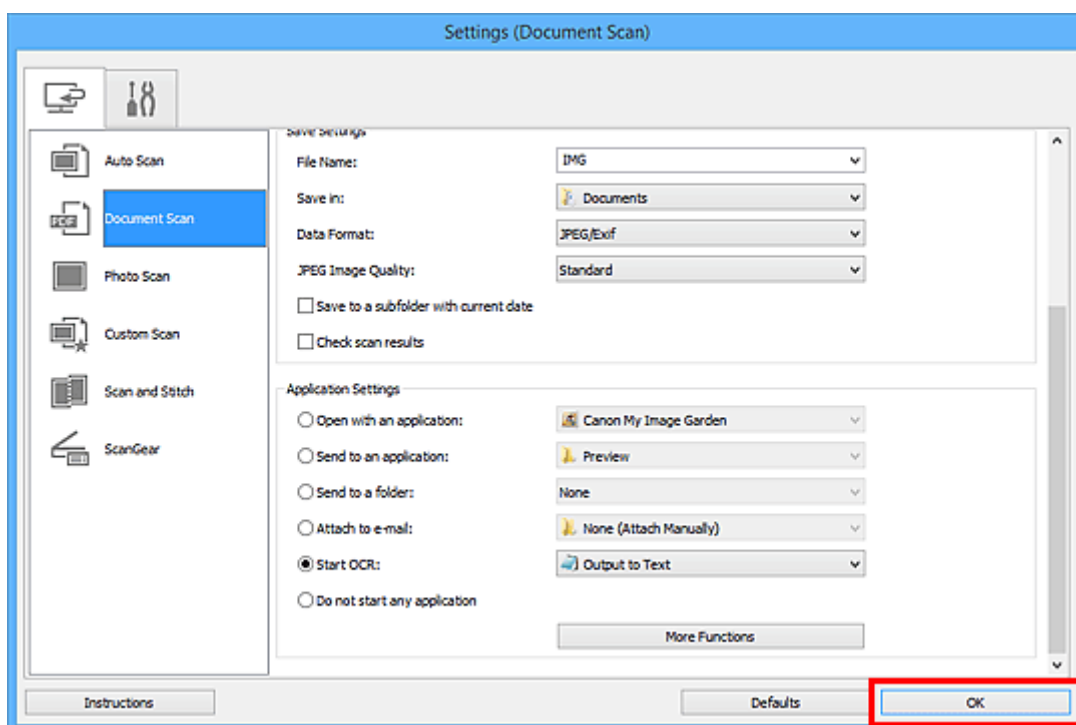 Settings (Document Scan)
Save Settings
Auto Scan
File Name: IMG
Save in: Documents
Document Scan
Data Format: JPEG/Exif
Photo Scan
JPEG Image Quality: Standard
Save to a subfolder with current date
Custom Scan
Check scan results
Scan and Stitch
Application Settings
Open with an application: Canon My Image Garden
ScanGear
Send to an application: Preview
Send to a folder: None
Attach to e-mail: None (Attach Manually)
Start OCR: Output to Text
Do not start any application
More Functions
Instructions Defaults OK
PDF